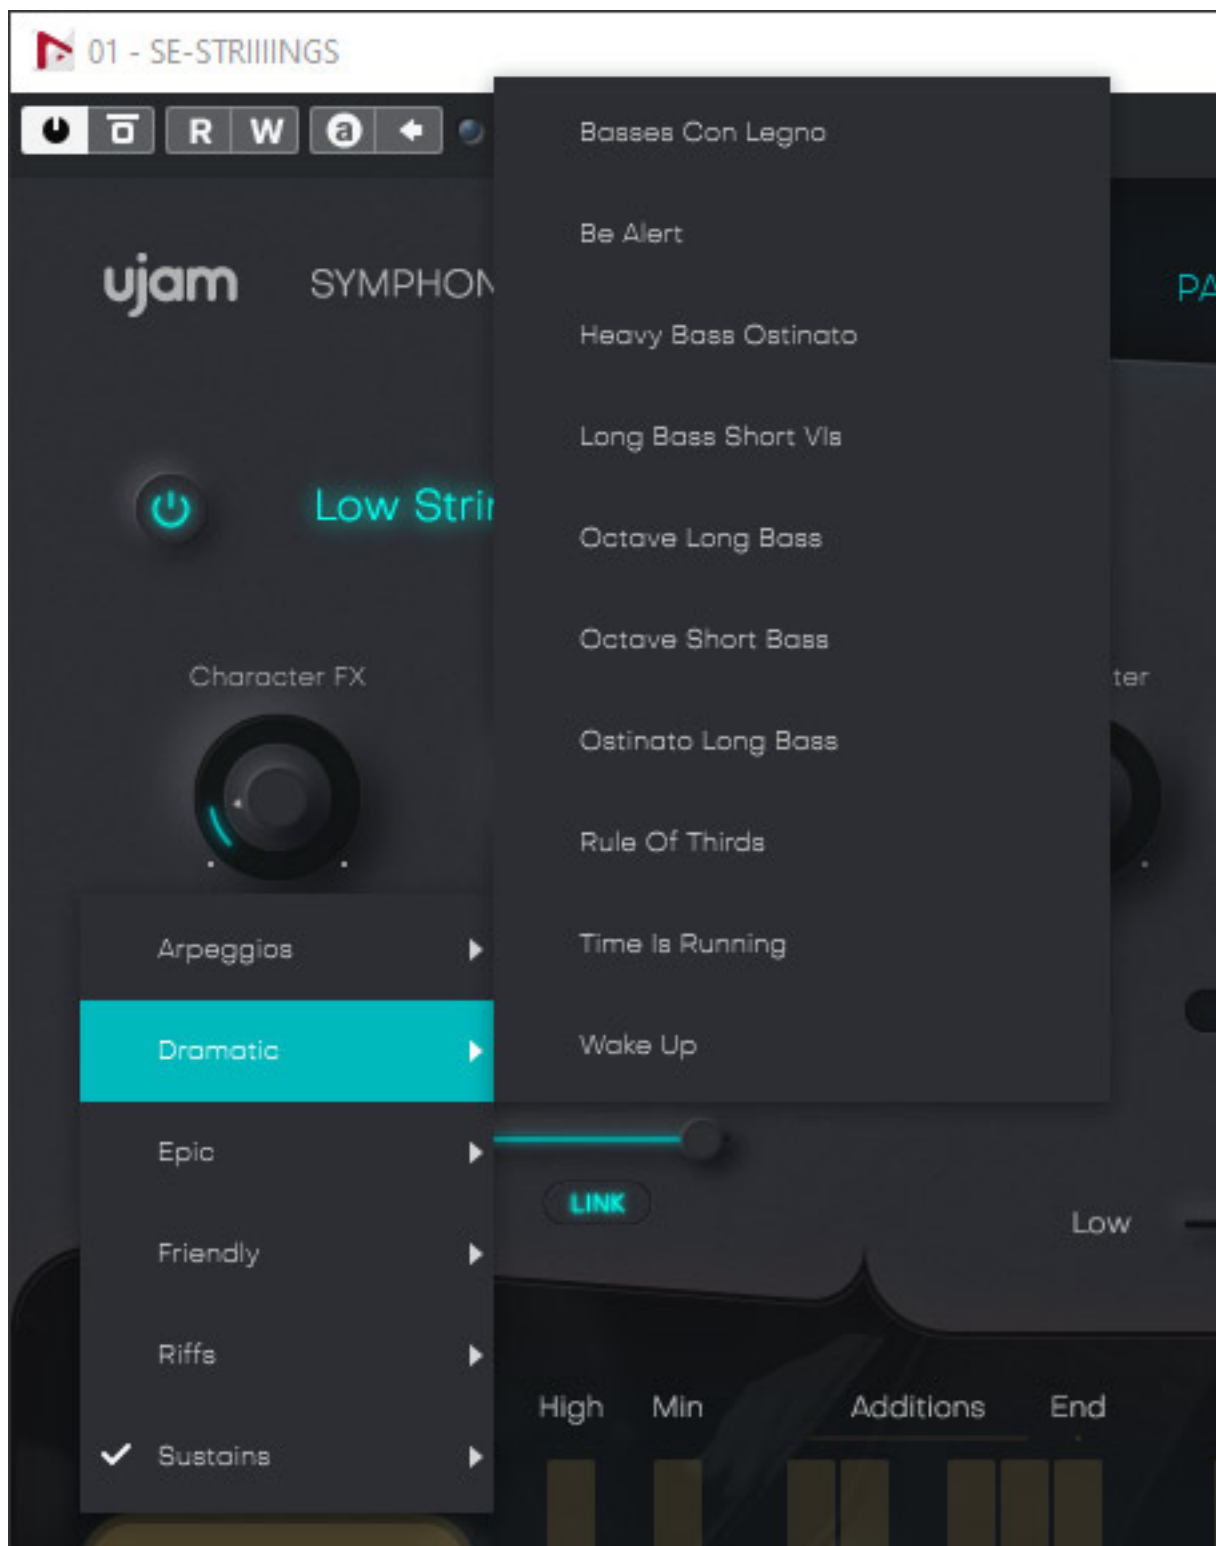 01 - SE-STRIIIINGS
R W a
ujam SYMPHON
PA
Low Strin
Character FX
ter
Basses Con Legno
Be Alert
Heavy Bass Ostinato
Long Bass Short Vls
Octave Long Bass
Octave Short Bass
Ostinato Long Bass
Rule Of Thirds
Time Is Running
Wake Up
Arpeggios
Dramatic
Epic
Friendly
Riffs
Sustains
LINK
Low
High Min Additions End